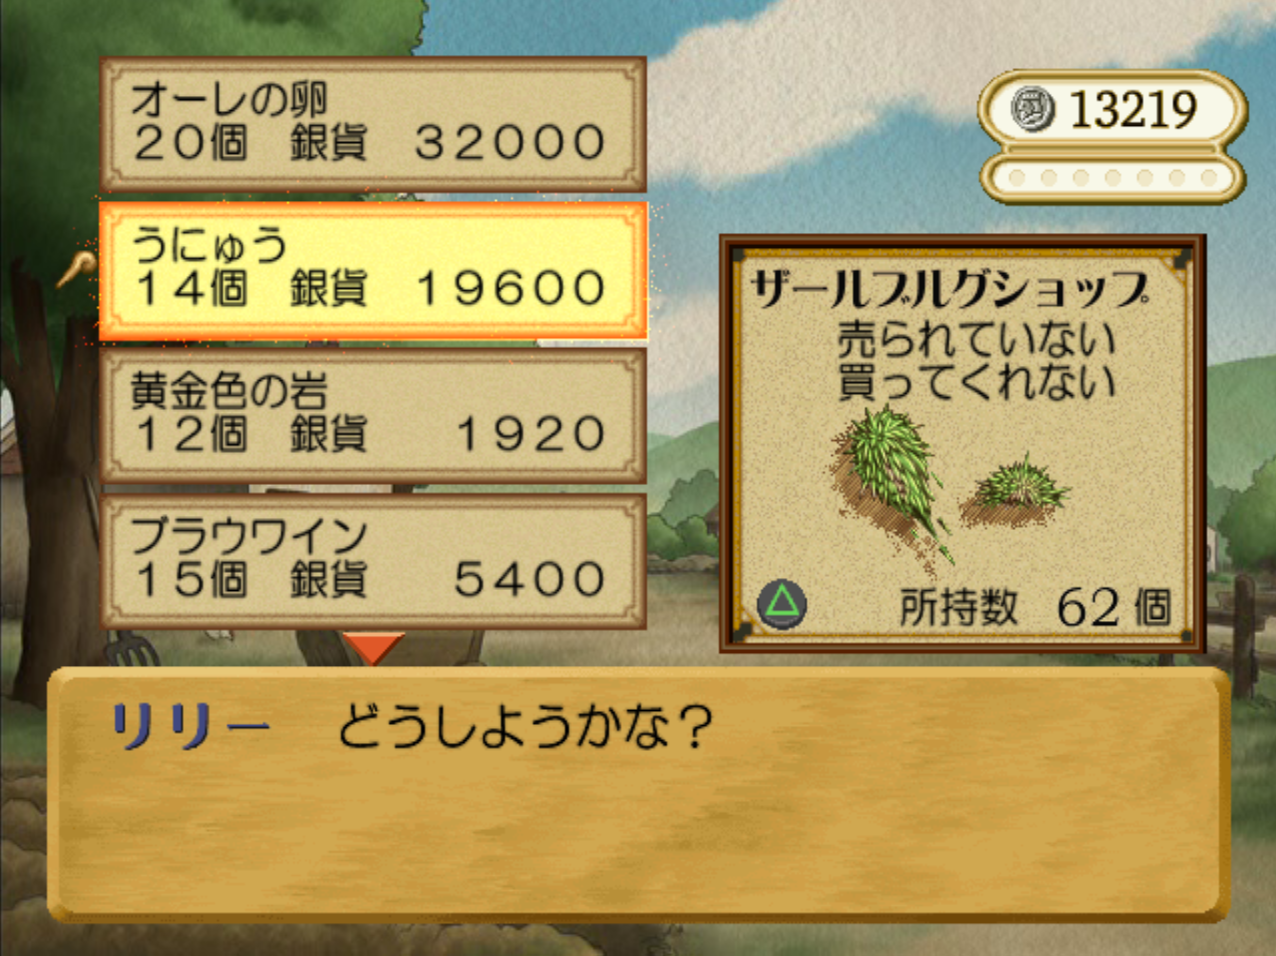 オーレの卵
20個 銀貨 32000
うにゅう
14個 銀貨 19600
黄金色の岩
12個 銀貨 1920
ブラウワイン
15個 銀貨 5400
13219
ザールブルグショップ
売られていない
買ってくれない
所持数 62個
リリー どうしようかな？